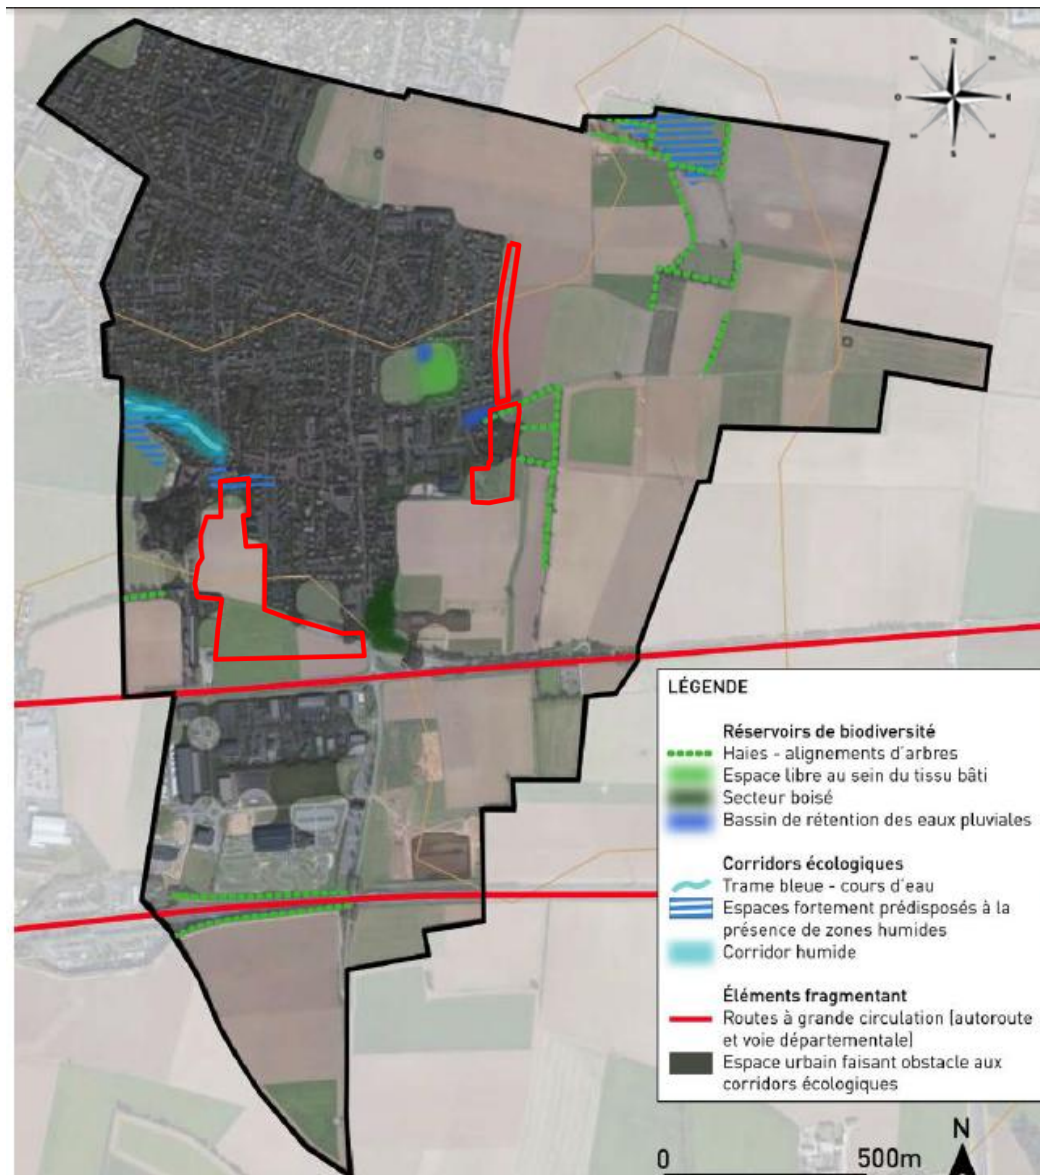 LÉGENDE
Réservoirs de biodiversité
Haies - alignements d'arbres
Espace libre au sein du tissu bâti
Secteur boisé
Bassin de rétention des eaux pluviales
Corridors écologiques
Trame bleue - cours d'eau
Espaces fortement prédisposés à la
présence de zones humides
Corridor humide
Éléments fragmentant
Routes à grande circulation (autoroute
et voie départementale)
Espace urbain faisant obstacle aux
corridors écologiques
N
0 500m